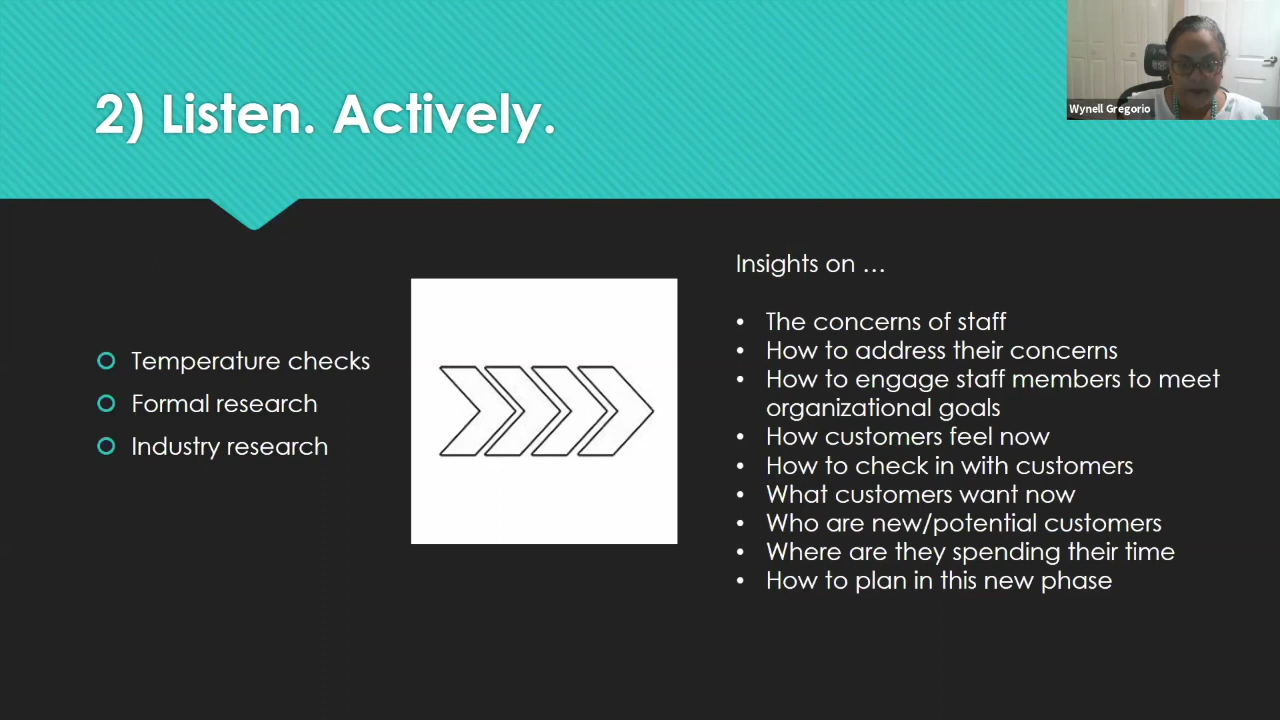 2) Listen. Actively.
Wynell Gregorio
Temperature checks
Formal research
Industry research
Insights on …
• The concerns of staff
• How to address their concerns
• How to engage staff members to meet
organizational goals
• How customers feel now
• How to check in with customers
• What customers want now
• Who are new/potential customers
• Where are they spending their time
• How to plan in this new phase